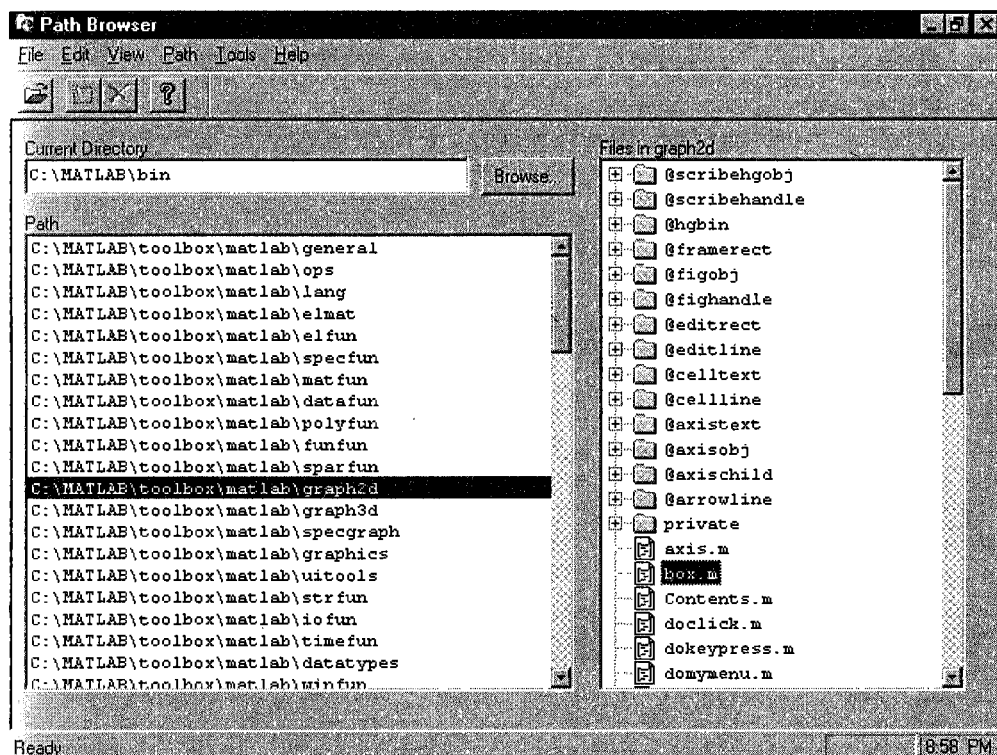 Path Browser
File Edit View Path Tools Help
Current Directory
C:\MATLAB\bin
Browse...
Path
C:\MATLAB\toolbox\matlab\general
C:\MATLAB\toolbox\matlab\ops
C:\MATLAB\toolbox\matlab\lang
C:\MATLAB\toolbox\matlab\elmat
C:\MATLAB\toolbox\matlab\elfun
C:\MATLAB\toolbox\matlab\specfun
C:\MATLAB\toolbox\matlab\matfun
C:\MATLAB\toolbox\matlab\datafun
C:\MATLAB\toolbox\matlab\polyfun
C:\MATLAB\toolbox\matlab\funfun
C:\MATLAB\toolbox\matlab\sparfun
C:\MATLAB\toolbox\matlab\graph2d
C:\MATLAB\toolbox\matlab\graph3d
C:\MATLAB\toolbox\matlab\specgraph
C:\MATLAB\toolbox\matlab\graphics
C:\MATLAB\toolbox\matlab\uitools
C:\MATLAB\toolbox\matlab\strfun
C:\MATLAB\toolbox\matlab\iofun
C:\MATLAB\toolbox\matlab\timefun
C:\MATLAB\toolbox\matlab\datatypes
C:\MATLAB\toolbox\matlab\winfun
Files in graph2d
@scribehgobj
@scribehandle
@hgbin
@framerect
@figobj
@fighandle
@editrect
@editline
@celltext
@cellline
@axistext
@axisobj
@axischild
@arrowline
private
axis.m
box.m
Contents.m
doclick.m
dokeypress.m
domymenu.m
Ready
8:58 PM